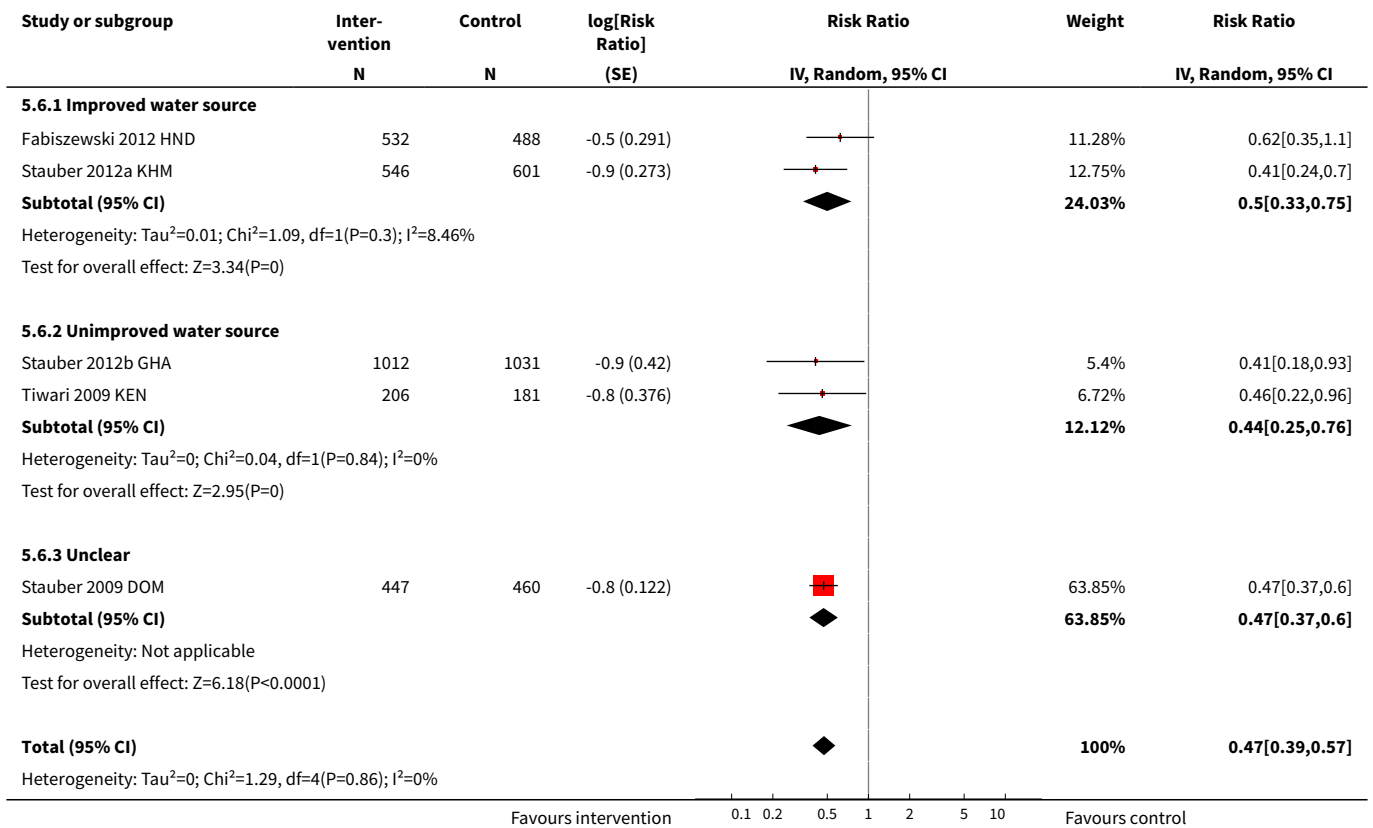 Study or subgroup Inter- Control log[Risk Risk Ratio Weight Risk Ratio
vention Ratio]
N N (SE) IV, Random, 95% CI IV, Random, 95% CI
5.6.1 Improved water source
Fabiszewski 2012 HND 532 488 -0.5 (0.291) 11.28% 0.62[0.35,1.1]
Stauber 2012a KHM 546 601 -0.9 (0.273) 12.75% 0.41[0.24,0.7]
Subtotal (95% CI) 24.03% 0.5[0.33,0.75]
Heterogeneity: Tau²=0.01; Chi²=1.09, df=1(P=0.3); I²=8.46%
Test for overall effect: Z=3.34(P=0)
5.6.2 Unimproved water source
Stauber 2012b GHA 1012 1031 -0.9 (0.42) 5.4% 0.41[0.18,0.93]
Tiwari 2009 KEN 206 181 -0.8 (0.376) 6.72% 0.46[0.22,0.96]
Subtotal (95% CI) 12.12% 0.44[0.25,0.76]
Heterogeneity: Tau²=0; Chi²=0.04, df=1(P=0.84); I²=0%
Test for overall effect: Z=2.95(P=0)
5.6.3 Unclear
Stauber 2009 DOM 447 460 -0.8 (0.122) 63.85% 0.47[0.37,0.6]
Subtotal (95% CI) 63.85% 0.47[0.37,0.6]
Heterogeneity: Not applicable
Test for overall effect: Z=6.18(P<0.0001)
Total (95% CI) 100% 0.47[0.39,0.57]
Heterogeneity: Tau²=0; Chi²=1.29, df=4(P=0.86); I²=0%
Favours intervention 0.1 0.2 0.5 1 2 5 10 Favours control